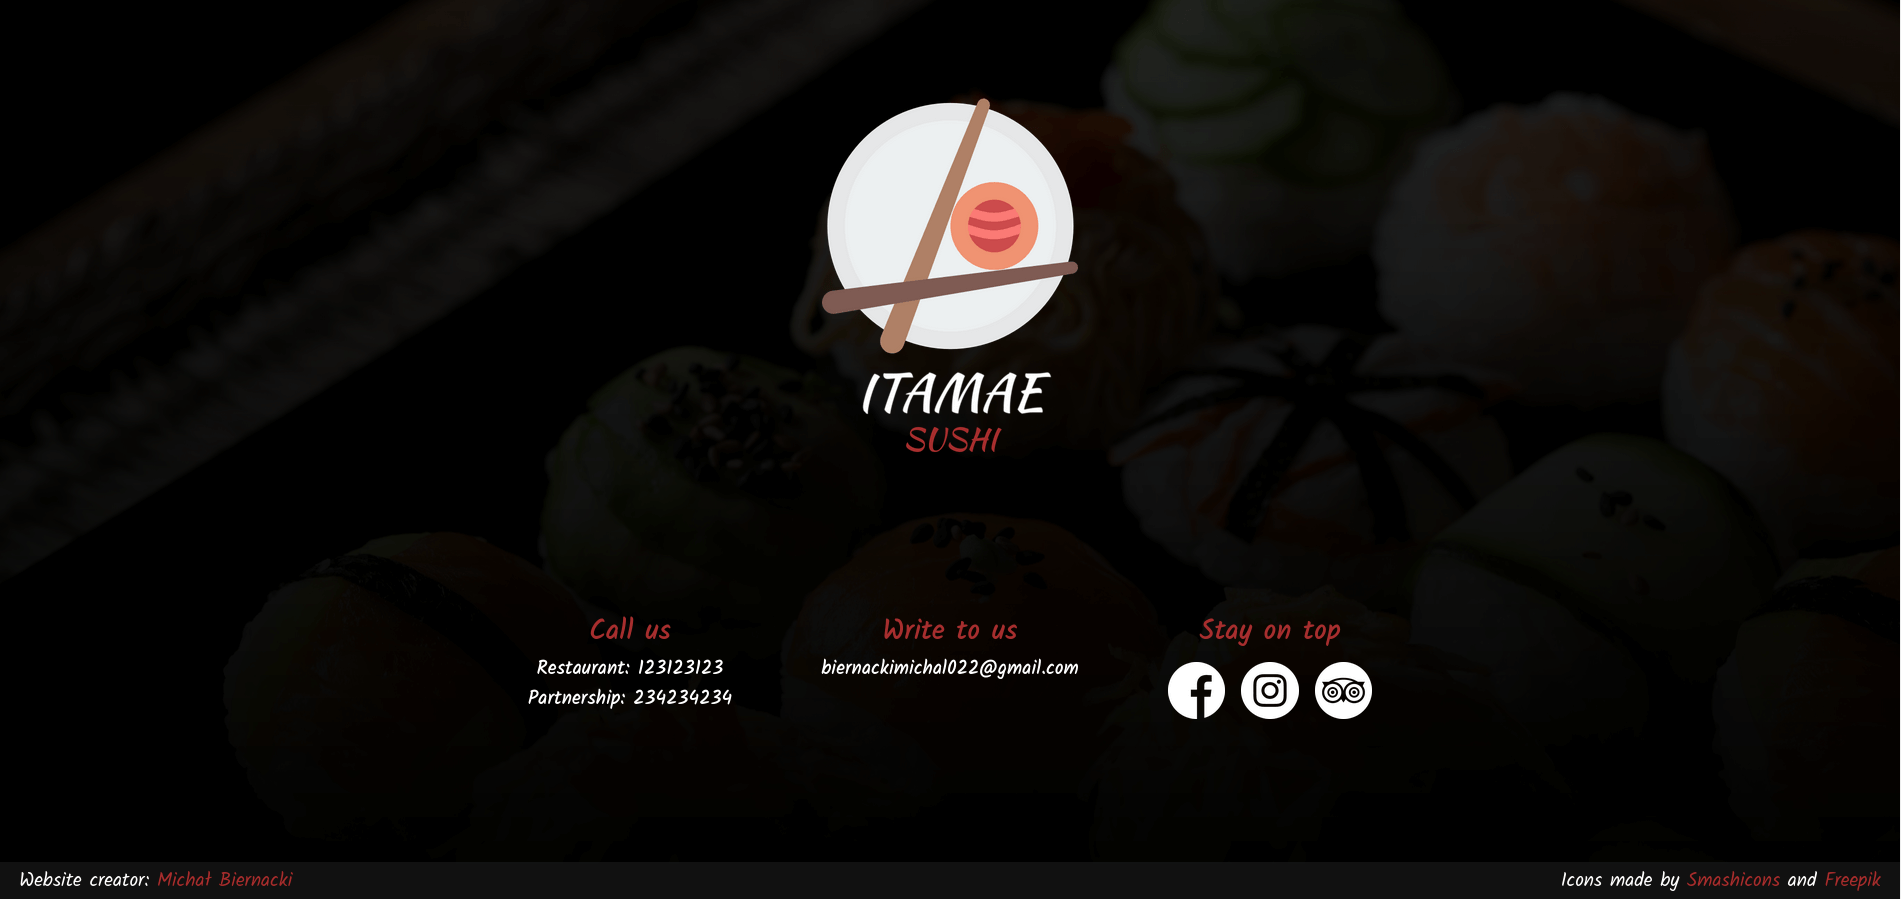 ITAMAE
SUSHI
Call us
Restaurant: 123123123
Partnership: 234234234
Write to us
biernackimichal022@gmail.com
Stay on top
Website creator: Michał Biernacki
Icons made by Smashicons and Freepik